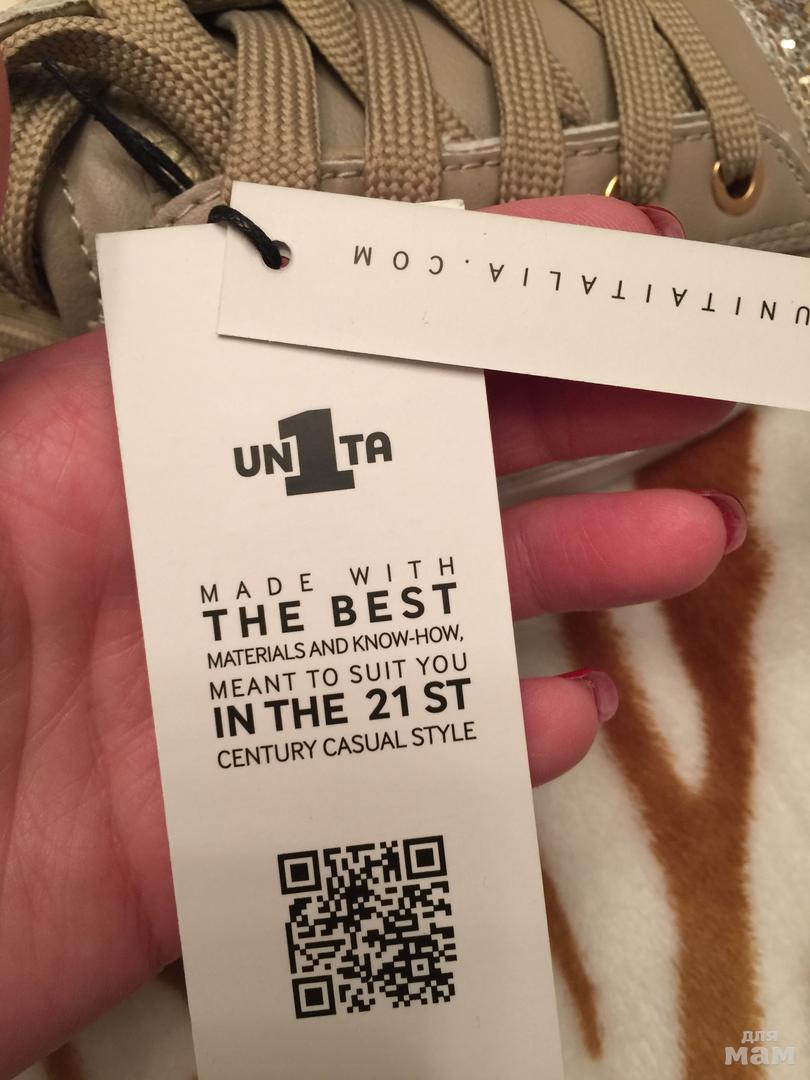 UNITAITALIA.COM
UN1TA
MADE WITH
THE BEST
MATERIALS AND KNOW-HOW,
MEANT TO SUIT YOU
IN THE 21 ST
CENTURY CASUAL STYLE
для
мам